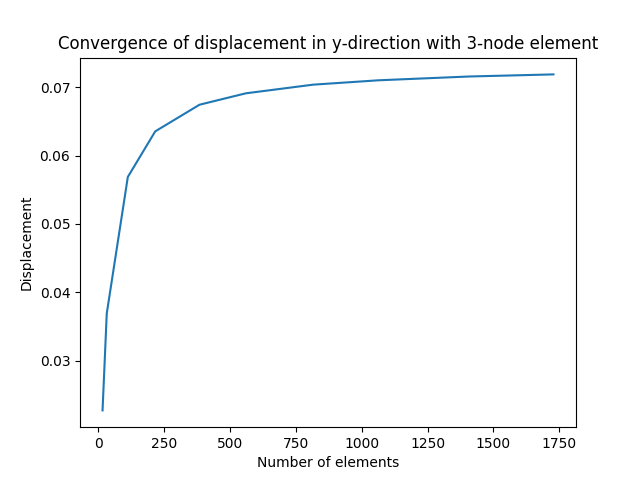 Convergence of displacement in y-direction with 3-node element
0.07
0.06
0.05
0.04
0.03
Displacement
0 250 500 750 1000 1250 1500 1750
Number of elements